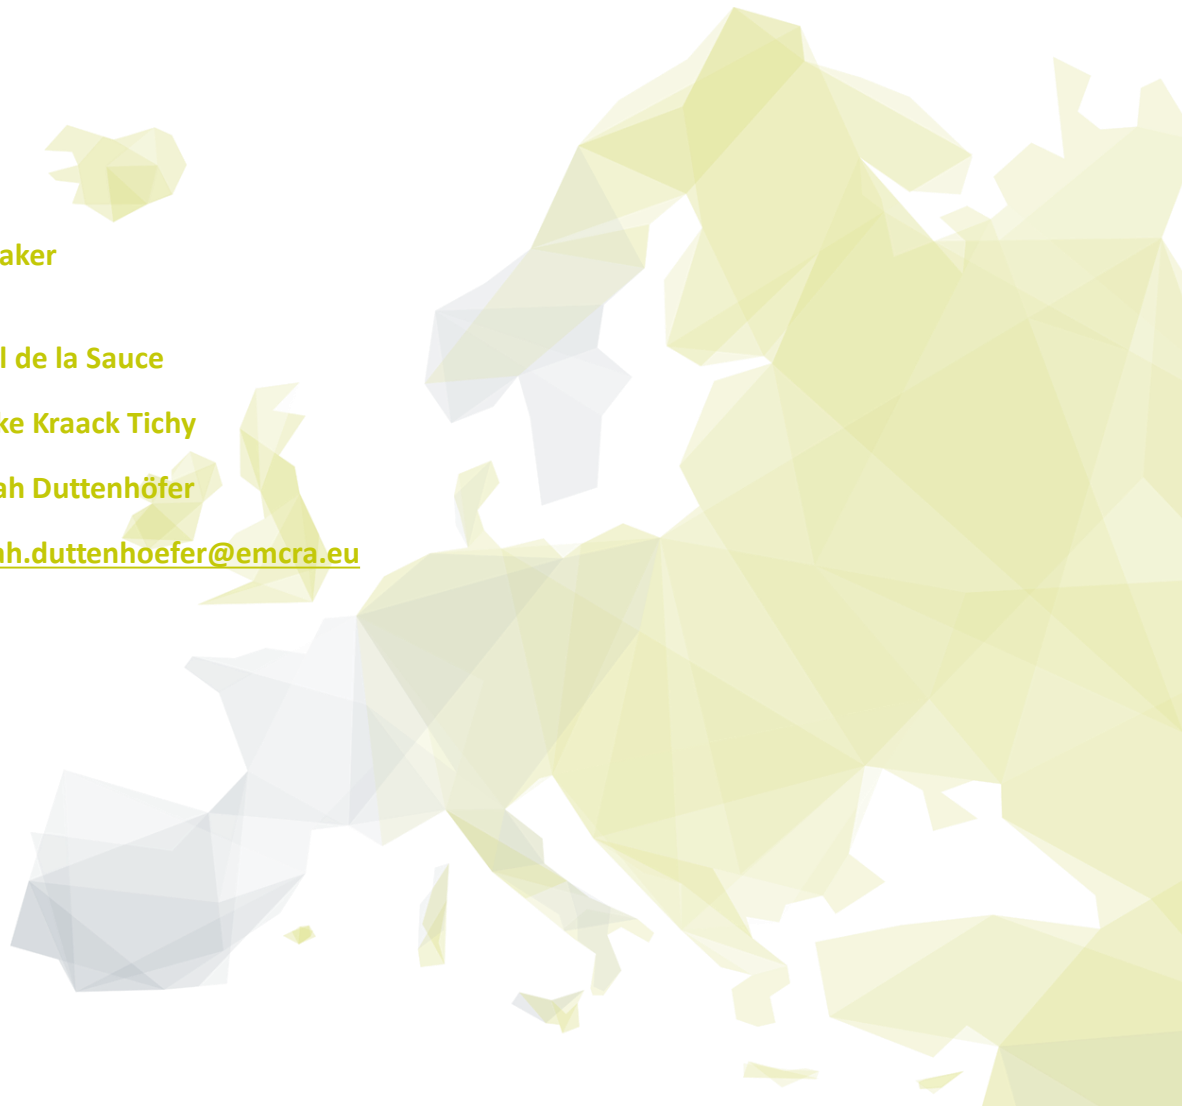 aker
l de la Sauce
ke Kraack Tichy
ah Duttenhöfer
ah.duttenhoefer@emcra.eu